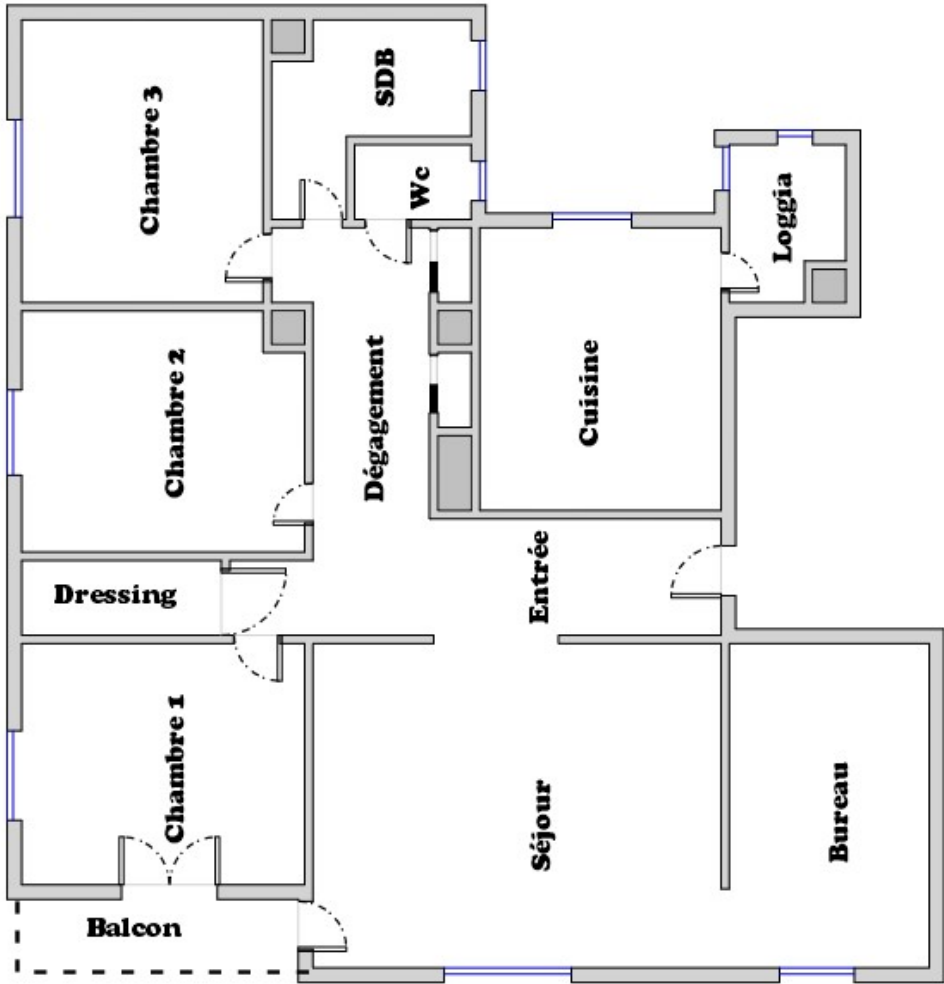 Chambre 3
SDB
Wc
Loggia
Chambre 2
Dégagement
Cuisine
Dressing
Entrée
Chambre 1
Séjour
Bureau
Balcon